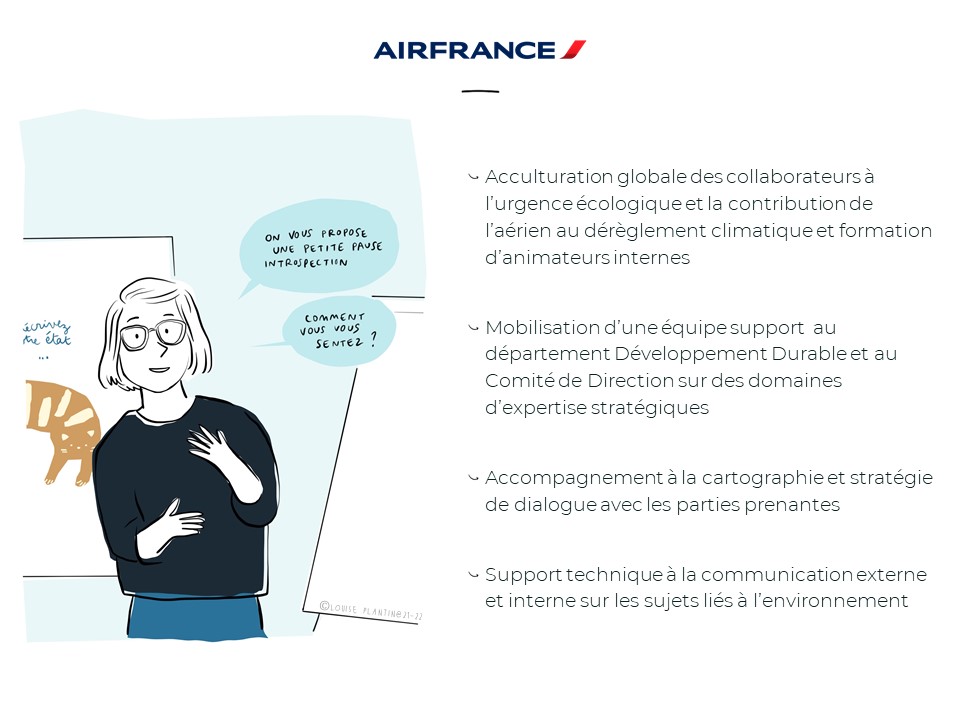 AIRFRANCE
ON VOUS PROPOSE
UNE PETITE PAUSE
INTROSPECTION
COMMENT
VOUS VOUS
SENTEZ ?
écrivez
état
...
©LOUISE PLANTIN@21-22
Acculturation globale des collaborateurs à
l’urgence écologique et la contribution de
l’aérien au dérèglement climatique et formation
d’animateurs internes
Mobilisation d’une équipe support au
département Développement Durable et au
Comité de Direction sur des domaines
d’expertise stratégiques
Accompagnement à la cartographie et stratégie
de dialogue avec les parties prenantes
Support technique à la communication externe
et interne sur les sujets liés à l’environnement